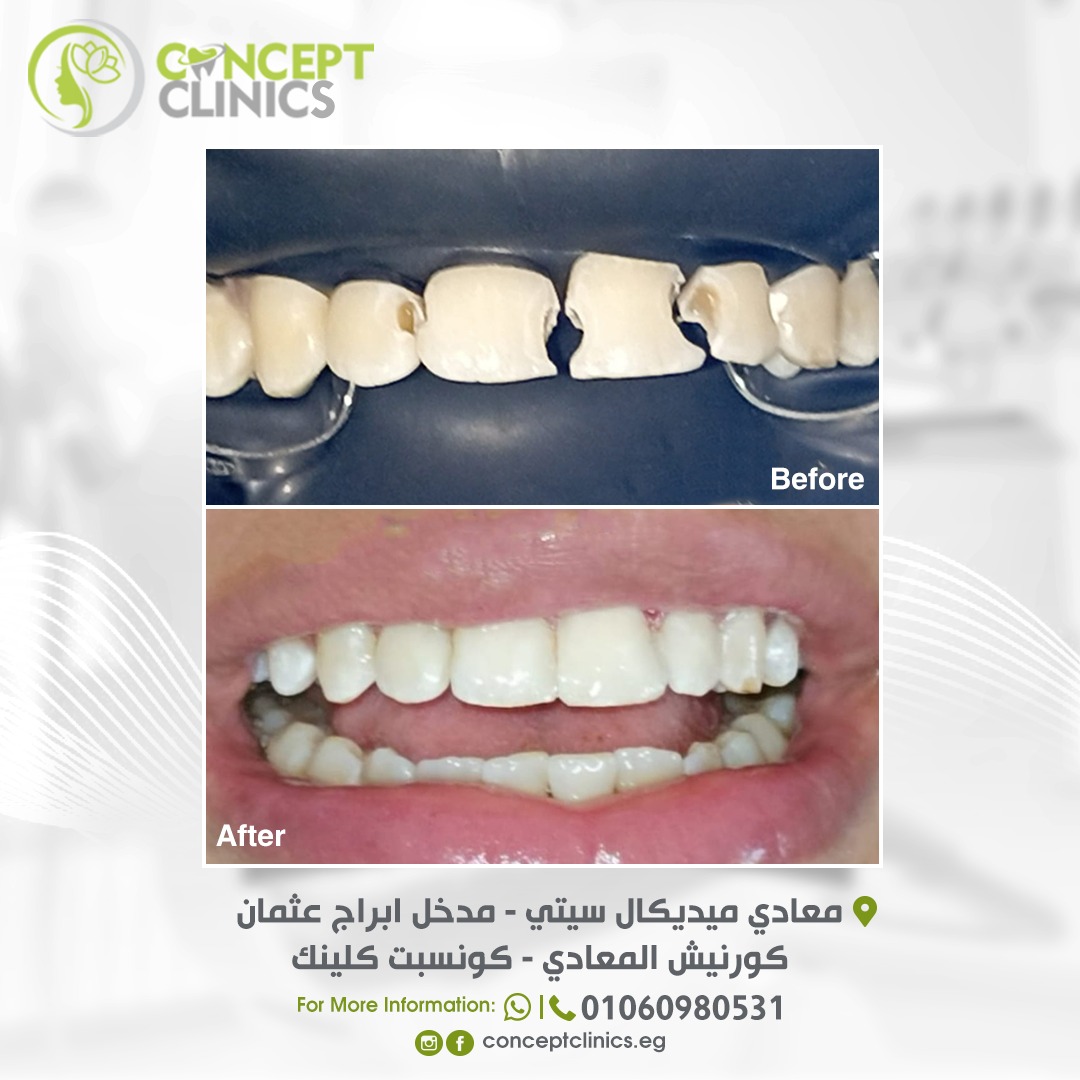 CONCEPT
CLINICS
Before
After
معادي ميديكال سيتي - مدخل ابراج عثمان
كورنيش المعادي - كونسبت كلينك
For More Information: | 01060980531
conceptclinics.eg